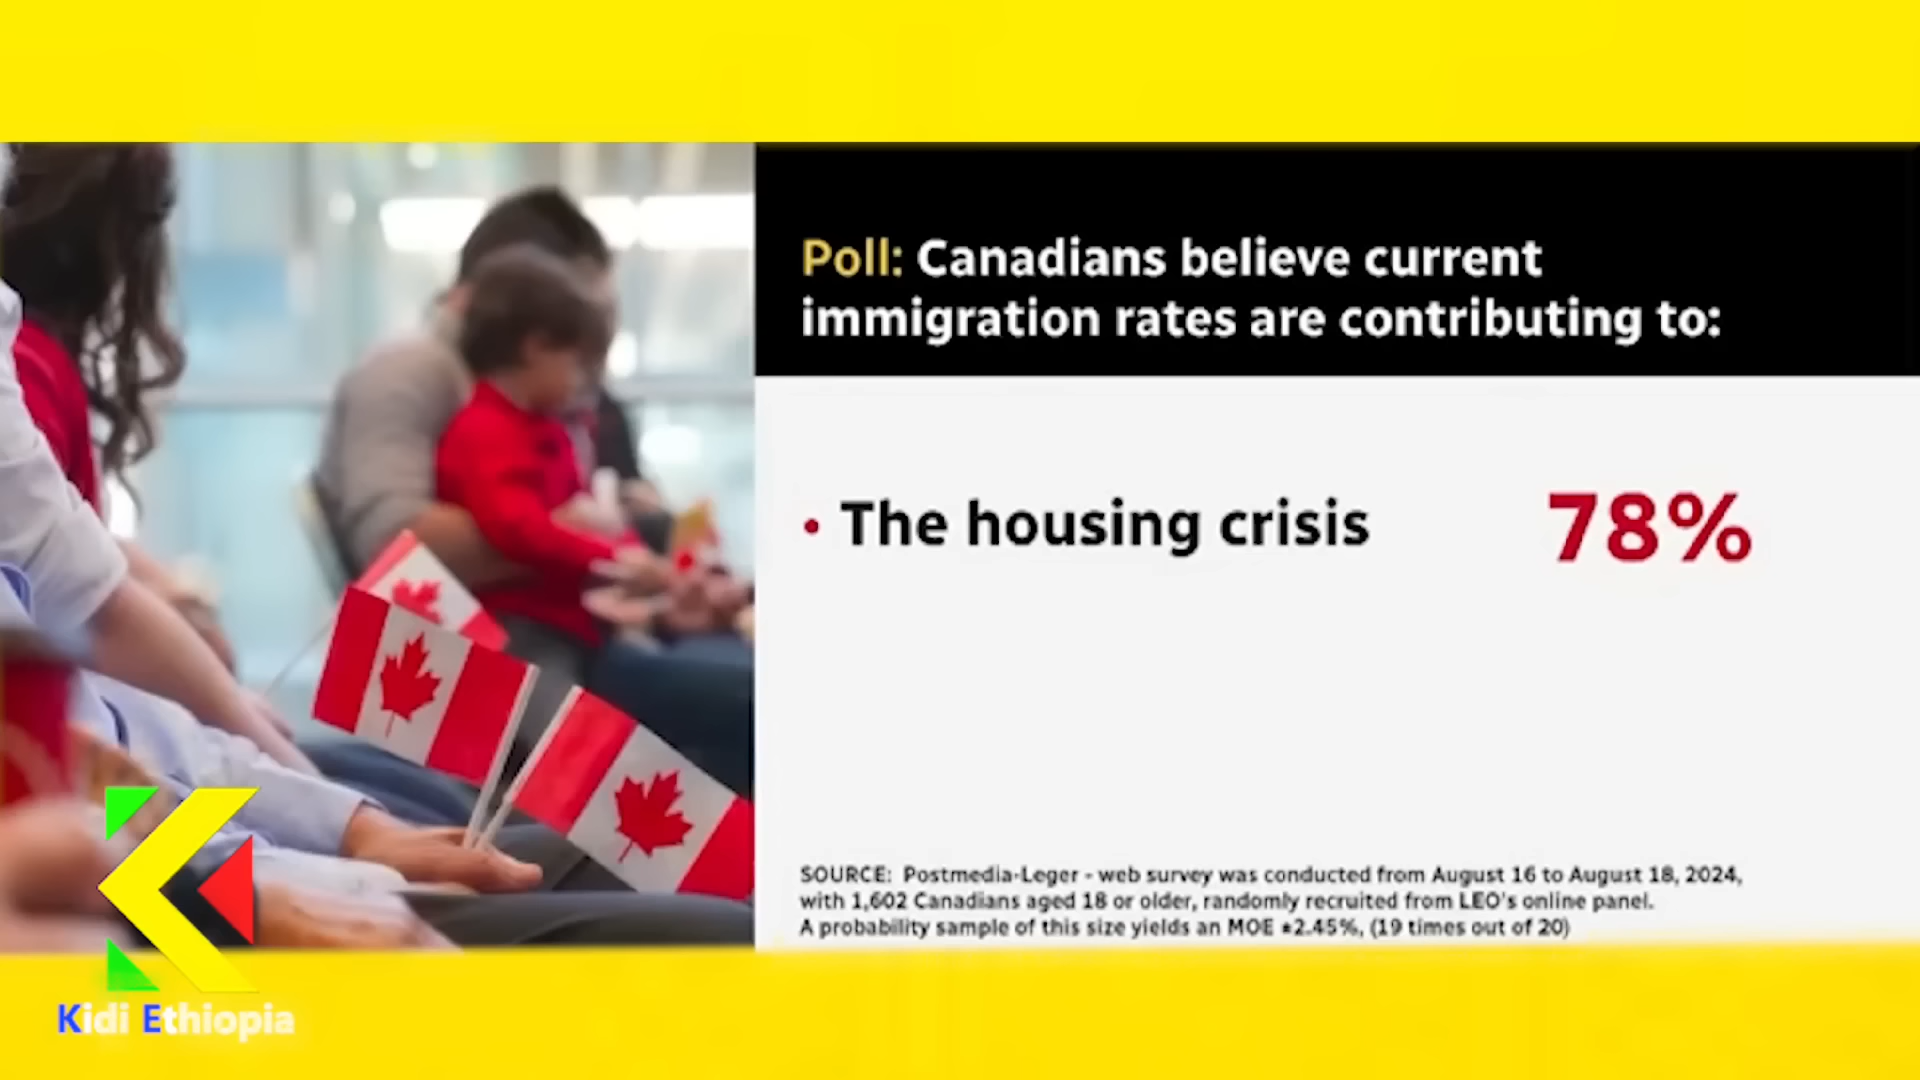 Poll: Canadians believe current
immigration rates are contributing to:
• The housing crisis 78%
SOURCE: Postmedia-Leger - web survey was conducted from August 16 to August 18, 2024,
with 1,602 Canadians aged 18 or older, randomly recruited from LEO's online panel.
A probability sample of this size yields an MOE ±2.45%, (19 times out of 20)
Kidi Ethiopia